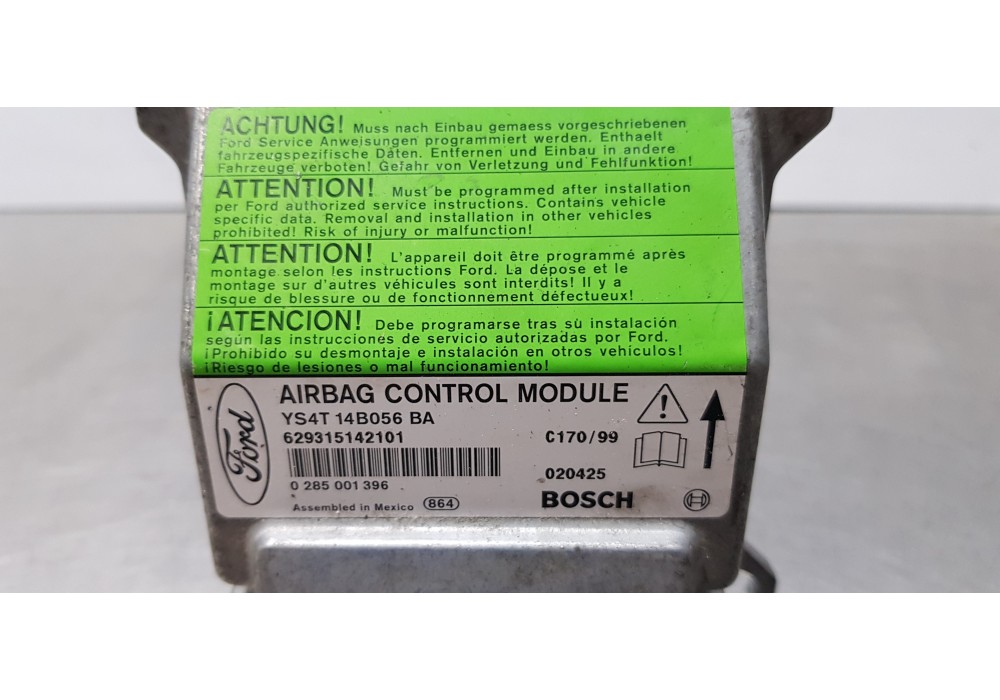 ACHTUNG! Muss nach Einbau gemaess vorgeschriebenen
Ford Service Anweisungen programmiert werden. Enthaelt
fahrzeugspezifische Daten. Entfernen und Einbau in andere
Fahrzeuge verboten! Gefahr von Verletzung und Fehlfunktion!
ATTENTION! Must be programmed after installation
per Ford authorized service instructions. Contains vehicle
specific data. Removal and installation in other vehicles
prohibited! Risk of injury or malfunction!
ATTENTION! L'appareil doit être programmé après
montage selon les instructions Ford. La dépose et le
montage sur d'autres véhicules sont interdits! Il y a
risque de blessure ou de fonctionnement défectueux!
¡ATENCION! Debe programarse tras su instalación
según las instrucciones de servicio autorizadas por Ford.
¡Prohibido su desmontaje e instalación en otros vehículos!
¡Riesgo de lesiones o mal funcionamiento!
Ford
AIRBAG CONTROL MODULE
YS4T 14B056 BA
629315142101
C170/99
020425
0 285 001 396
BOSCH
Assembled in Mexico 864